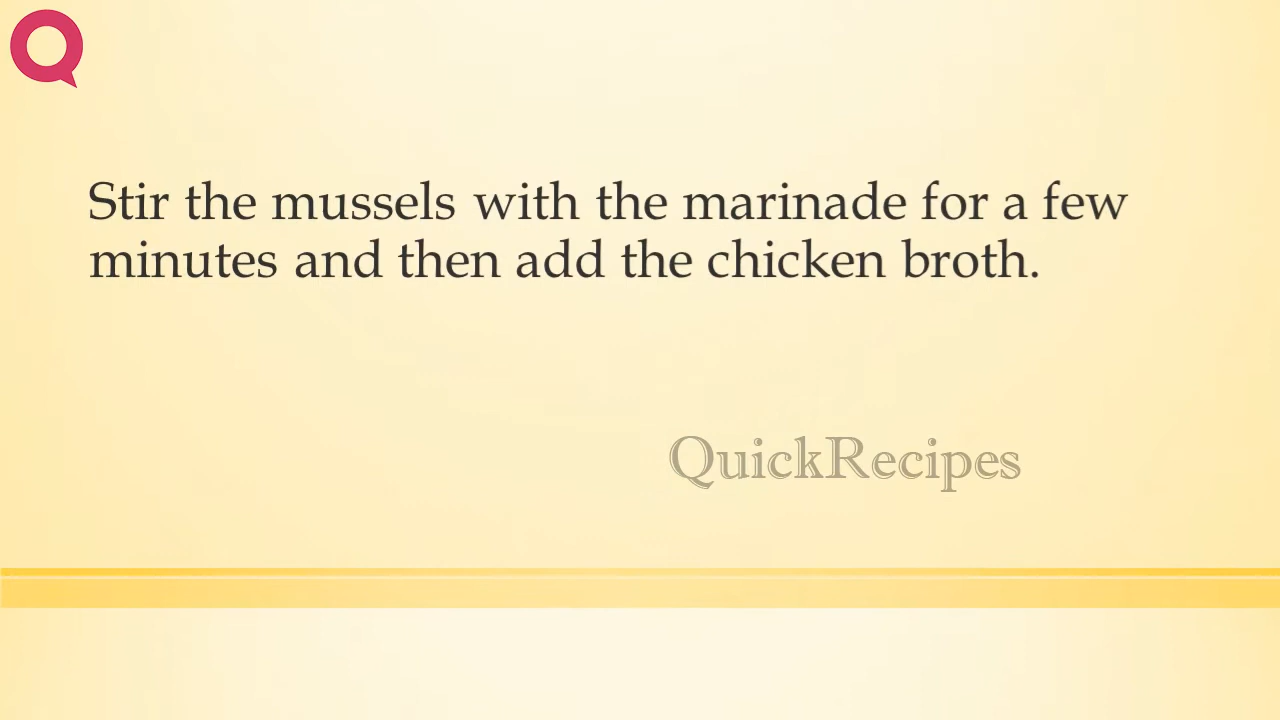 Stir the mussels with the marinade for a few
minutes and then add the chicken broth.
QuickRecipes